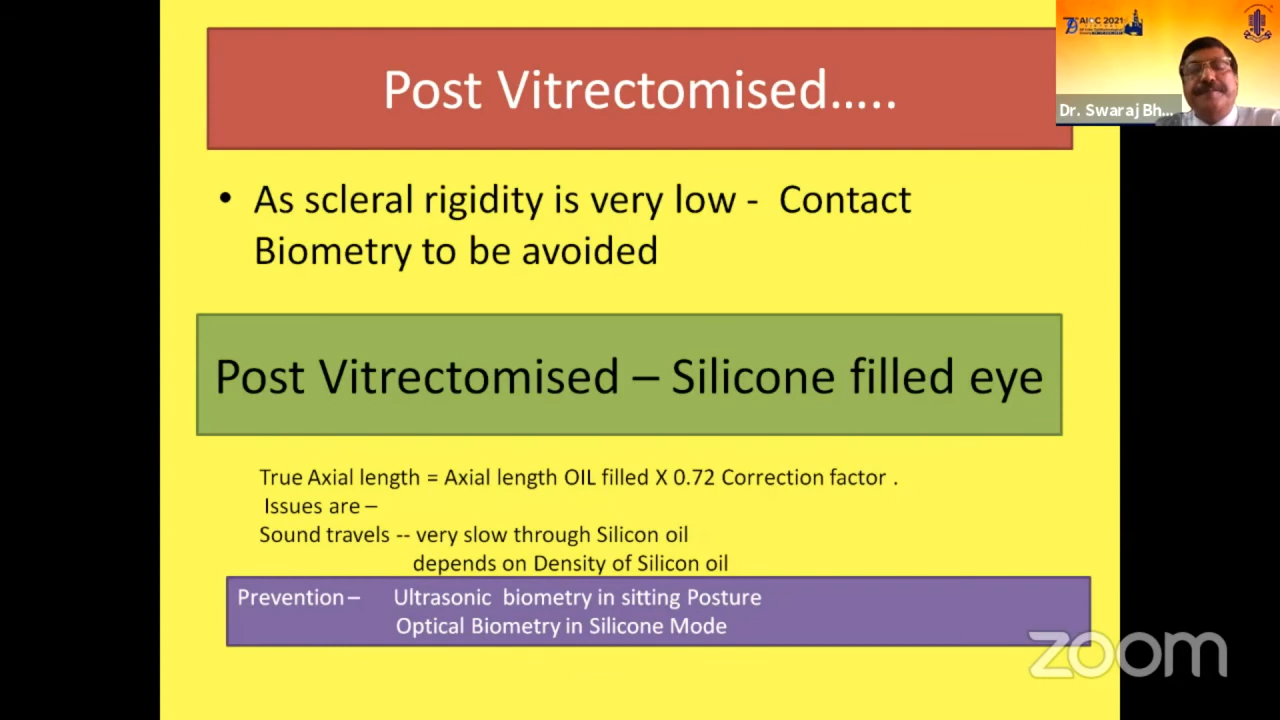 Post Vitrectomised…..
AIOC 2021
Dr. Swaraj Bh...
• As scleral rigidity is very low - Contact
Biometry to be avoided
Post Vitrectomised – Silicone filled eye
True Axial length = Axial length OIL filled X 0.72 Correction factor .
Issues are –
Sound travels -- very slow through Silicon oil
depends on Density of Silicon oil
Prevention – Ultrasonic biometry in sitting Posture
Optical Biometry in Silicone Mode
zoom